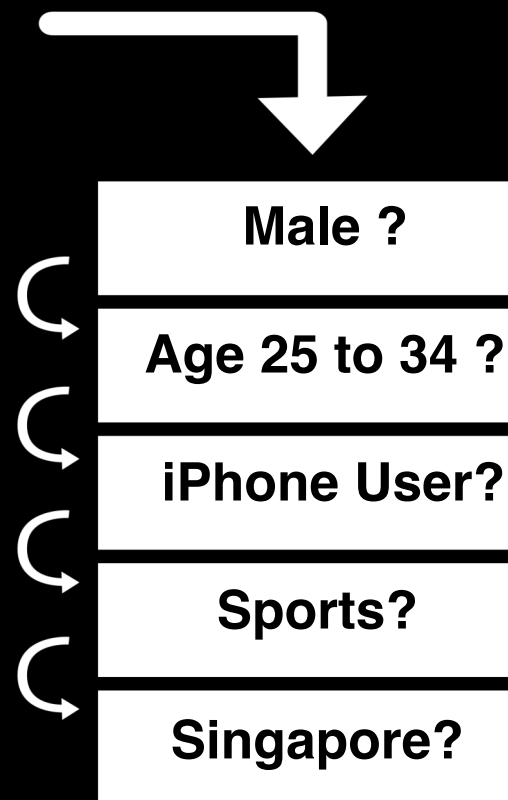 Male ?
Age 25 to 34 ?
iPhone User?
Sports?
Singapore?